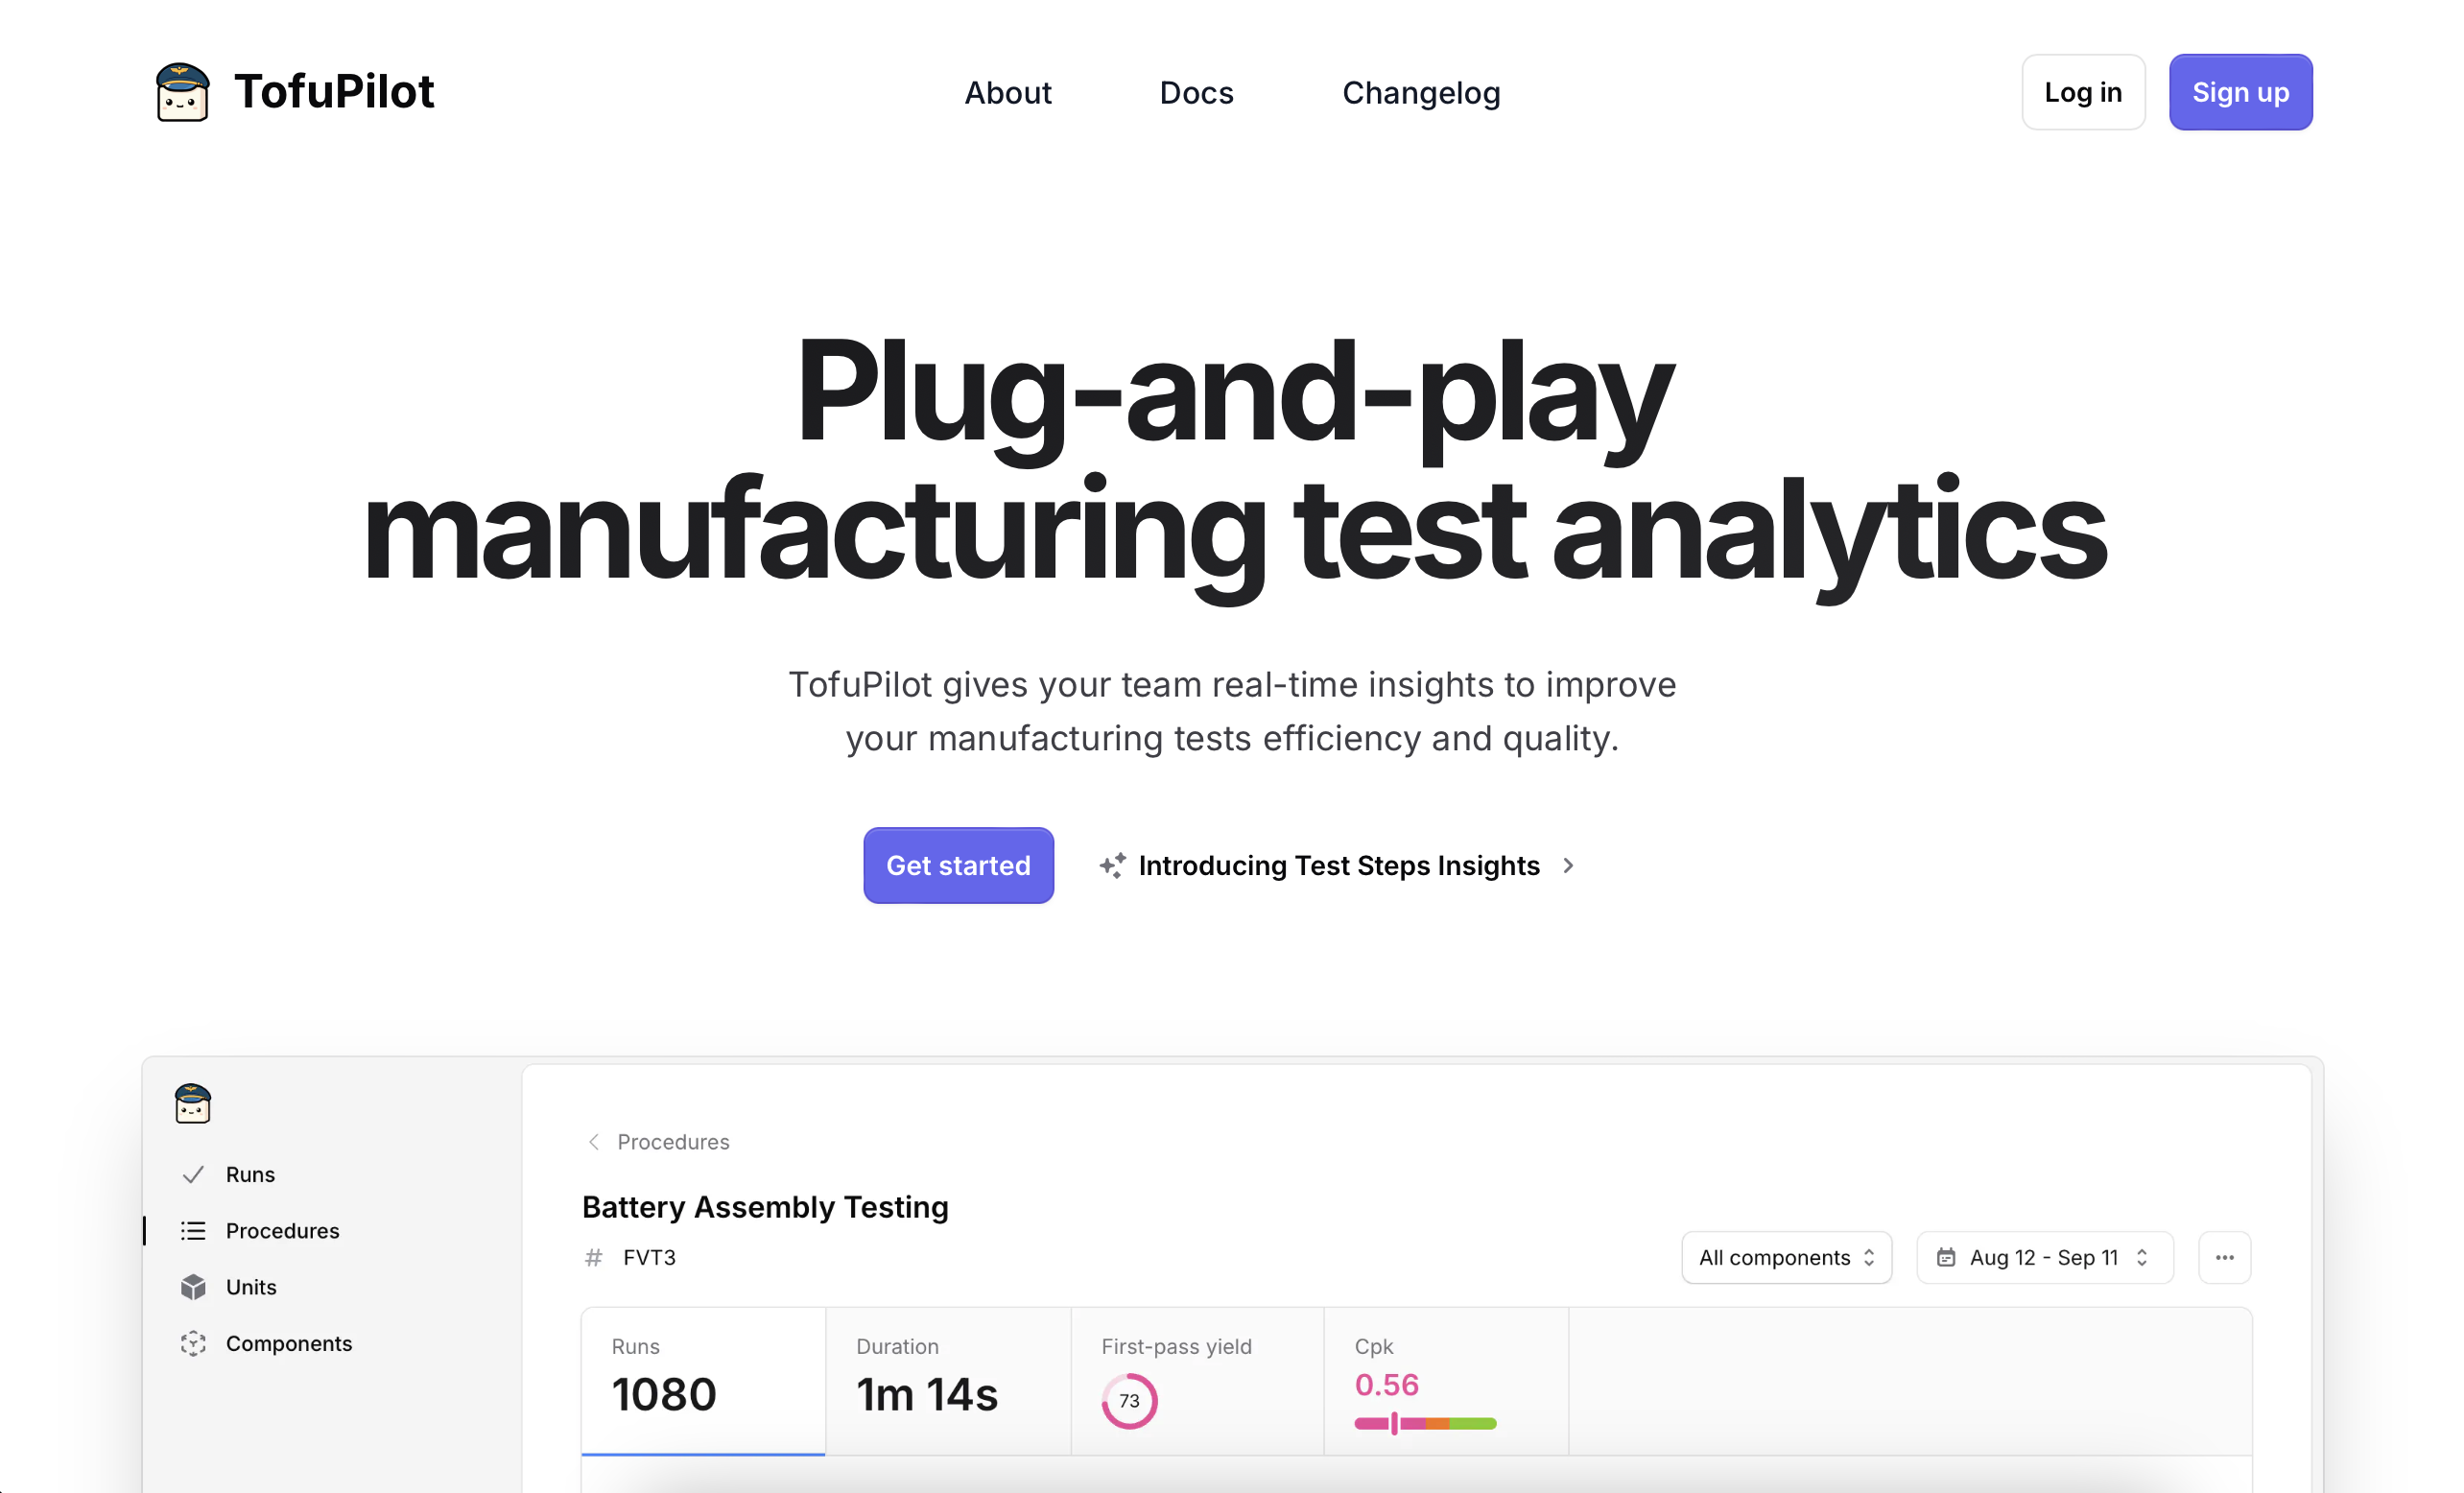 TofuPilot
About
Docs
Changelog
Log in
Sign up
Plug-and-play
manufacturing test analytics
TofuPilot gives your team real-time insights to improve
your manufacturing tests efficiency and quality.
Get started
Introducing Test Steps Insights
Runs
Procedures
Units
Components
Procedures
Battery Assembly Testing
# FVT3
All components
Aug 12 - Sep 11
Runs
1080
Duration
1m 14s
First-pass yield
73
Cpk
0.56